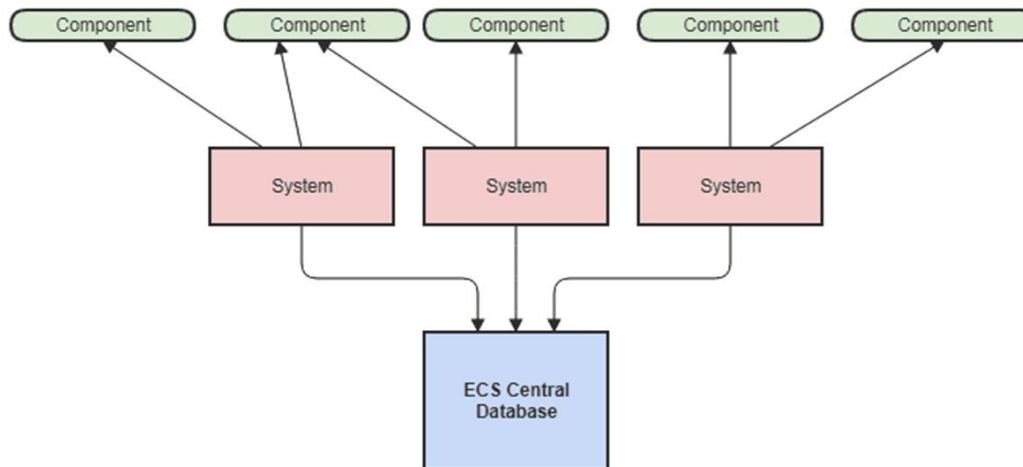 Component
Component
Component
Component
Component
System
System
System
ECS Central
Database